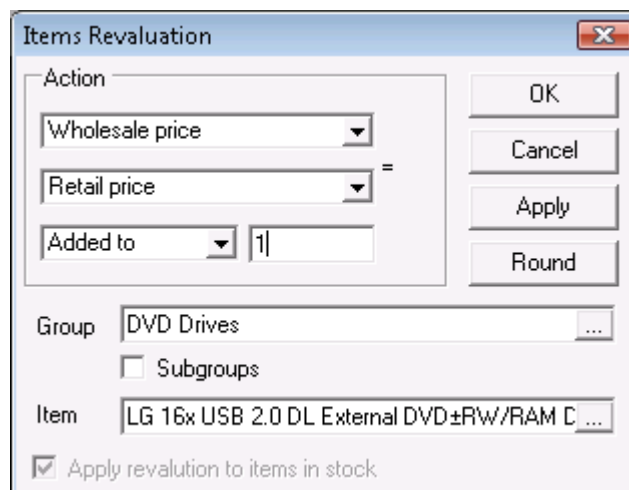 Items Revaluation
Action
Wholesale price
=
Retail price
Added to 1
OK
Cancel
Apply
Round
Group DVD Drives ...
Subgroups
Item LG 16x USB 2.0 DL External DVD±RW/RAM D ...
Apply revalution to items in stock